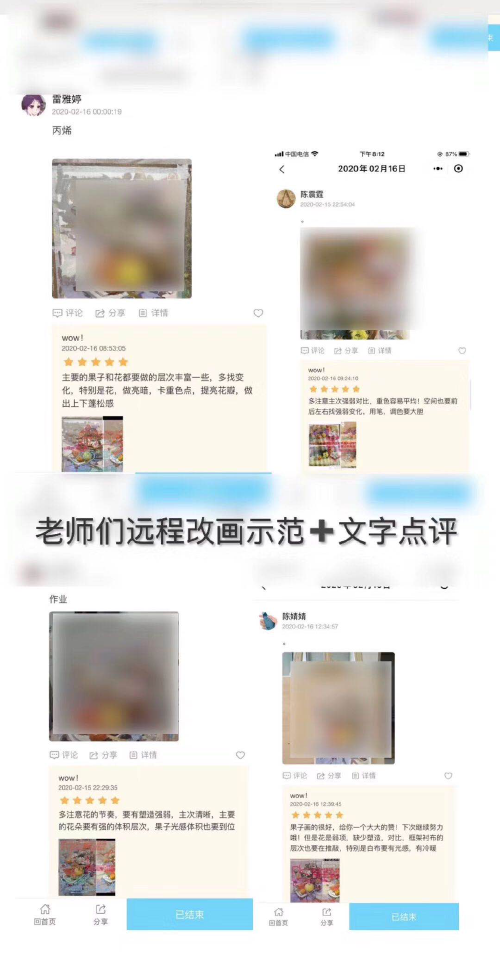 雷雅婷
2020-02-16 00:00:19
丙烯
评论 分享 详情
wow!
2020-02-16 08:53:05
主要的果子和花都要做的层次丰富一些，多找变
化，特别是花，做亮暗，卡重色点，提亮花瓣，做
出上下蓬松感
中国电信 下午8:12 87%
2020年02月16日
陈震霆
2020-02-15 22:54:04
评论 分享 详情
wow!
2020-02-16 09:24:10
多注意主次强弱对比，重色容易平均！空间也要前
后左右找强弱变化，用笔、调色要大胆
老师们远程改画示范+文字点评
作业
评论 分享 详情
wow!
2020-02-15 22:29:35
多注意花的节奏，要有塑造强弱，主次清晰，主要
的花朵要有强的体积层次，果子光感体积也要到位
回首页 分享 已结束
陈婧婧
2020-02-16 12:34:57
评论 分享 详情
wow!
2020-02-16 12:39:42
果子画的很好，给你一个大大的赞！下次继续努力
哦！但是花是弱项，缺少塑造、对比，框架衬布的
层次也要在推敲，特别是白布要有光感，有冷暖
回首页 分享 已结束